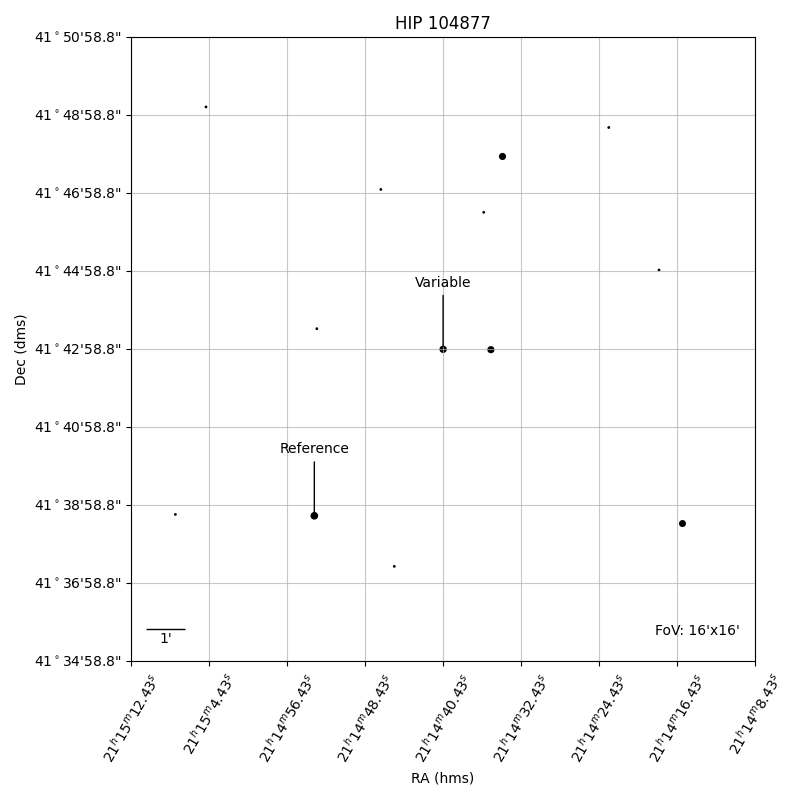 HIP 104877
41°50'58.8"
41°48'58.8"
41°46'58.8"
41°44'58.8"
Variable
41°42'58.8"
Dec (dms)
41°40'58.8"
Reference
41°38'58.8"
41°36'58.8"
1'
FoV: 16'x16'
41°34'58.8"
21h15m12.43s
21h15m4.43s
21h14m56.43s
21h14m48.43s
21h14m40.43s
21h14m32.43s
21h14m24.43s
21h14m16.43s
21h14m8.43s
RA (hms)